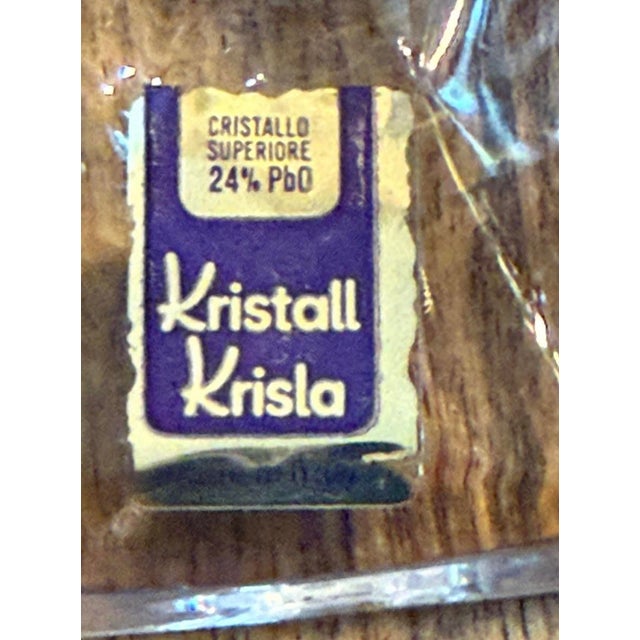 CRISTALLO
SUPERIORE
24% PbO
Kristall
Krisla